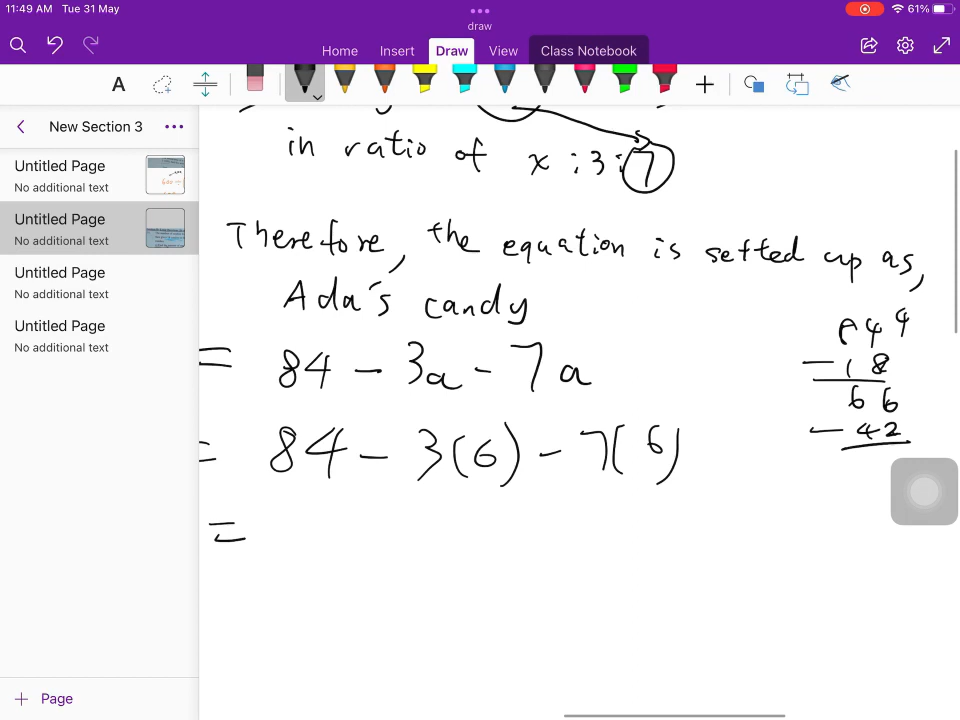 11:49 AM Tue 31 May
61%
draw
Home Insert Draw View Class Notebook
A
New Section 3
Untitled Page
No additional text
Untitled Page
No additional text
Untitled Page
No additional text
Untitled Page
No additional text
+ Page
in ratio of x : 3 : 7
Therefore, the equation is setted up as,
Ada's candy
= 84 - 3a - 7a
= 84 - 3(6) - 7(6)
=
- 18
66
- 42